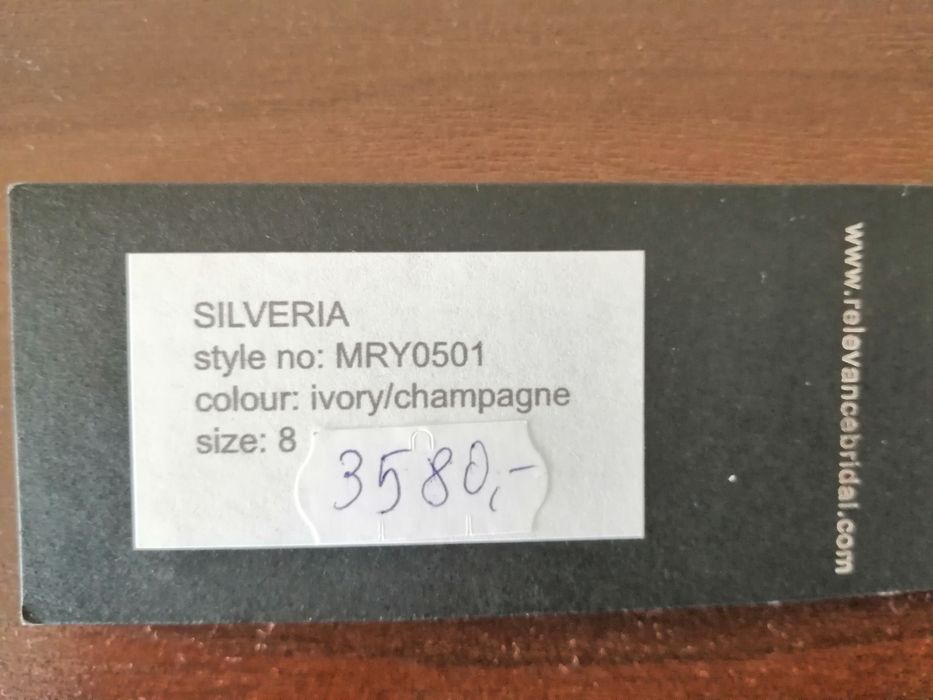 SILVERIA
style no: MRY0501
colour: ivory/champagne
size: 8
3580,-
www.relevancebridal.com